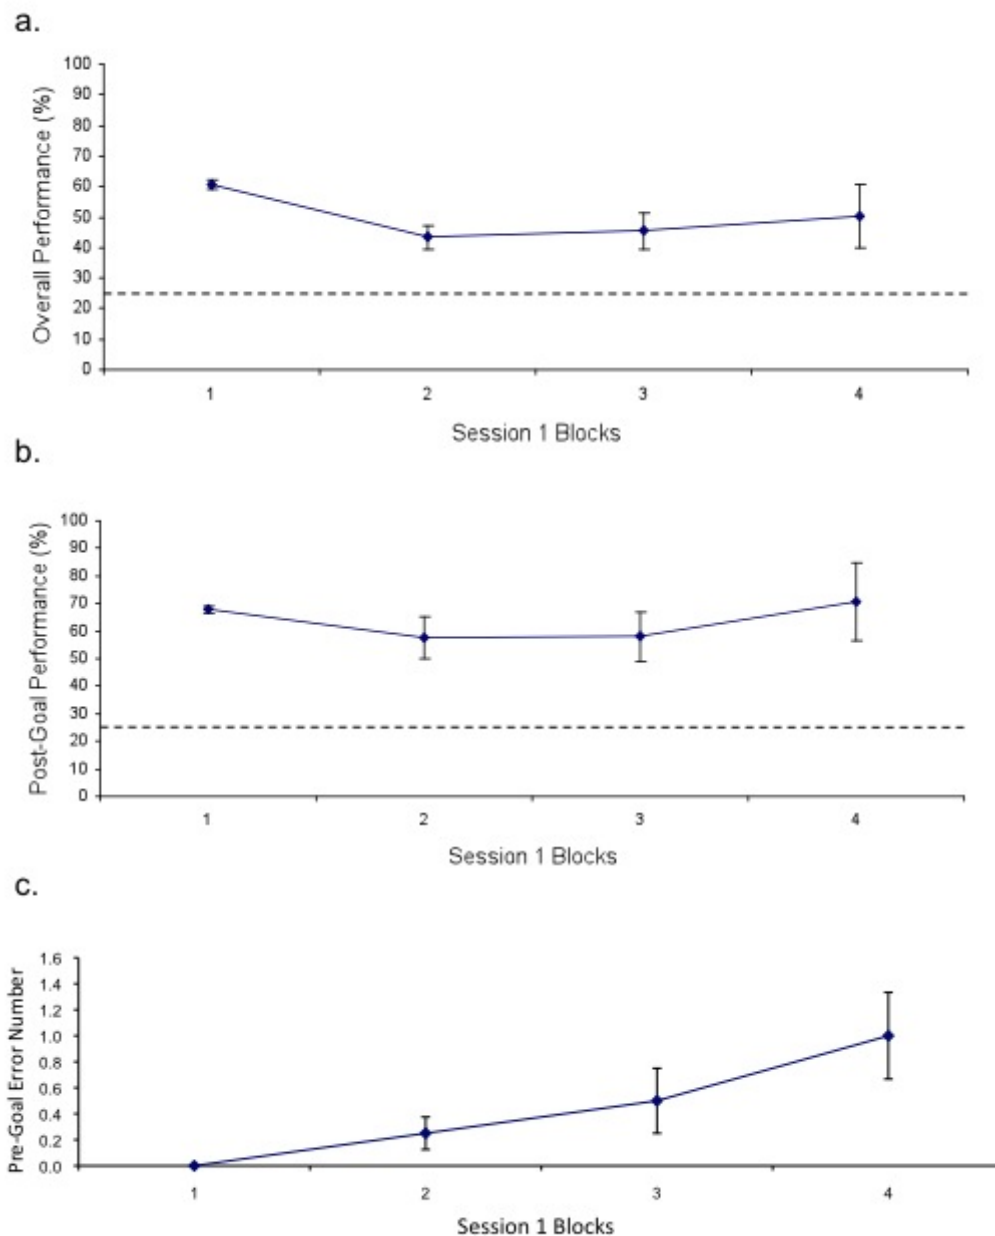 a.
Overall Performance (%)
100
90
80
70
60
50
40
30
20
10
0
1 2 3 4
Session 1 Blocks
b.
Post-Goal Performance (%)
100
90
80
70
60
50
40
30
20
10
0
1 2 3 4
Session 1 Blocks
c.
Pre-Goal Error Number
1.6
1.4
1.2
1.0
0.8
0.6
0.4
0.2
0.0
1 2 3 4
Session 1 Blocks